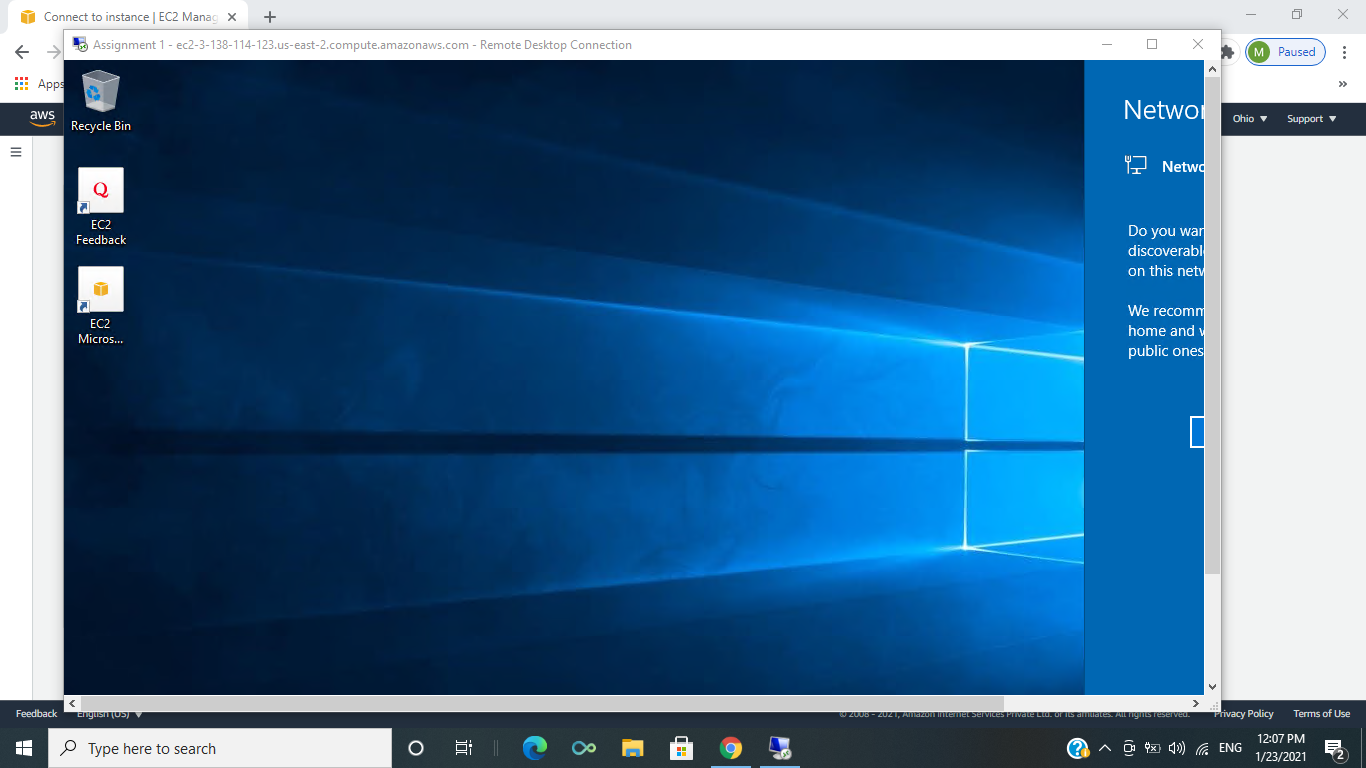 Connect to instance | EC2 Manag
Assignment 1 - ec2-3-138-114-123.us-east-2.compute.amazonaws.com - Remote Desktop Connection
M Paused
Apps
»
aws
Ohio
Support
Recycle Bin
Q
EC2
Feedback
EC2
Micros...
Networ
Netwo
Do you wan
discoverable
on this netw
We recomm
home and w
public ones
Feedback
English (US)
© 2008 - 2021, Amazon Internet Services Private Ltd. or its affiliates. All rights reserved.
Privacy Policy
Terms of Use
Type here to search
ENG
12:07 PM
1/23/2021
2